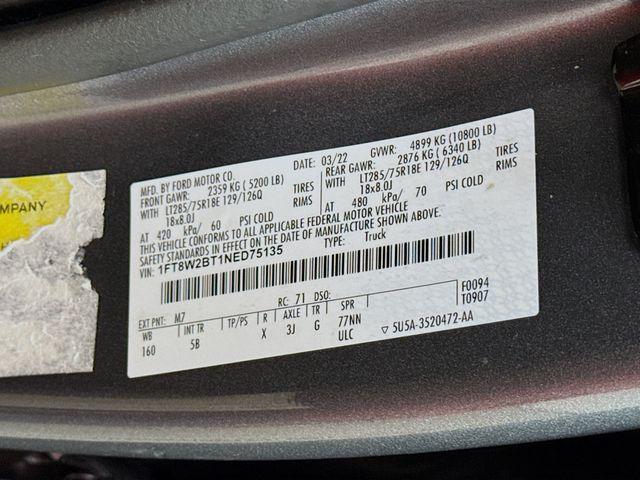 OMPANY
MFD. BY FORD MOTOR CO.
DATE: 03/22 GVWR: 4899 KG (10800 LB)
FRONT GAWR: 2359 KG ( 5200 LB) REAR GAWR: 2876 KG ( 6340 LB)
WITH LT285/75R18E 129/126Q TIRES WITH LT285/75R18E 129/126Q TIRES
18x8.0J RIMS 18x8.0J RIMS
AT 420 kPa/ 60 PSI COLD AT 480 kPa/ 70 PSI COLD
THIS VEHICLE CONFORMS TO ALL APPLICABLE FEDERAL MOTOR VEHICLE
SAFETY STANDARDS IN EFFECT ON THE DATE OF MANUFACTURE SHOWN ABOVE.
VIN: 1FT8W2BT1NED75135 TYPE: Truck
F0094
T0907
EXT PNT: M7 RC: 71 DSO:
WB INT TR TP/PS R AXLE TR SPR
160 5B X 3J G 77NN
ULC ▽ 5U5A-3520472-AA